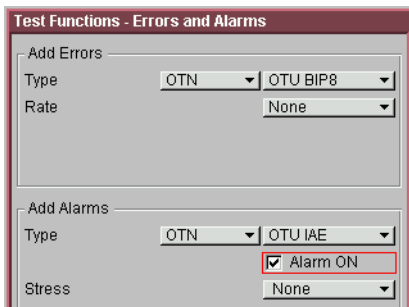 Test Functions - Errors and Alarms
Add Errors
Type OTN OTU BIP8
Rate None
Add Alarms
Type OTN OTU IAE
Alarm ON
Stress None